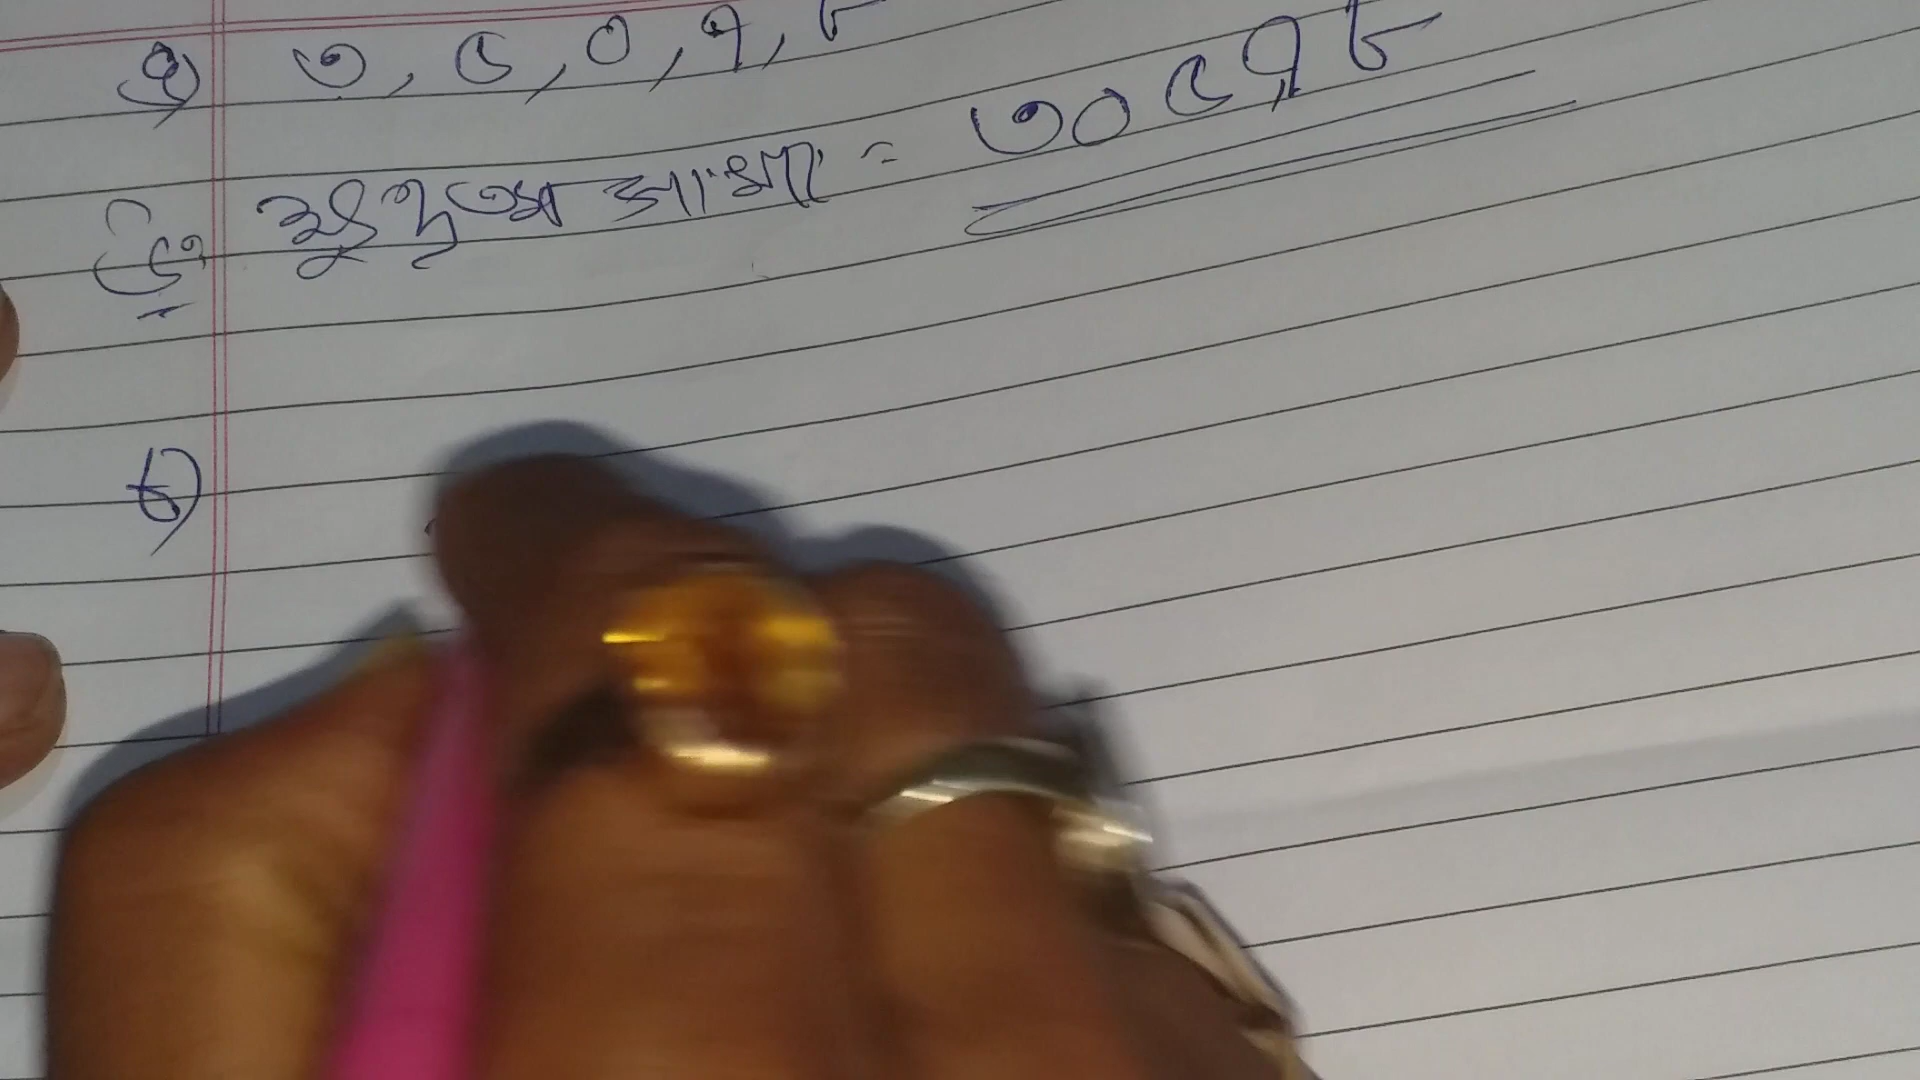 ঙ) ৩, ৫, ০, ৭, ৮
উঃ ক্ষুদ্রতম সংখ্যা = ৩০৫৭৮
চ)